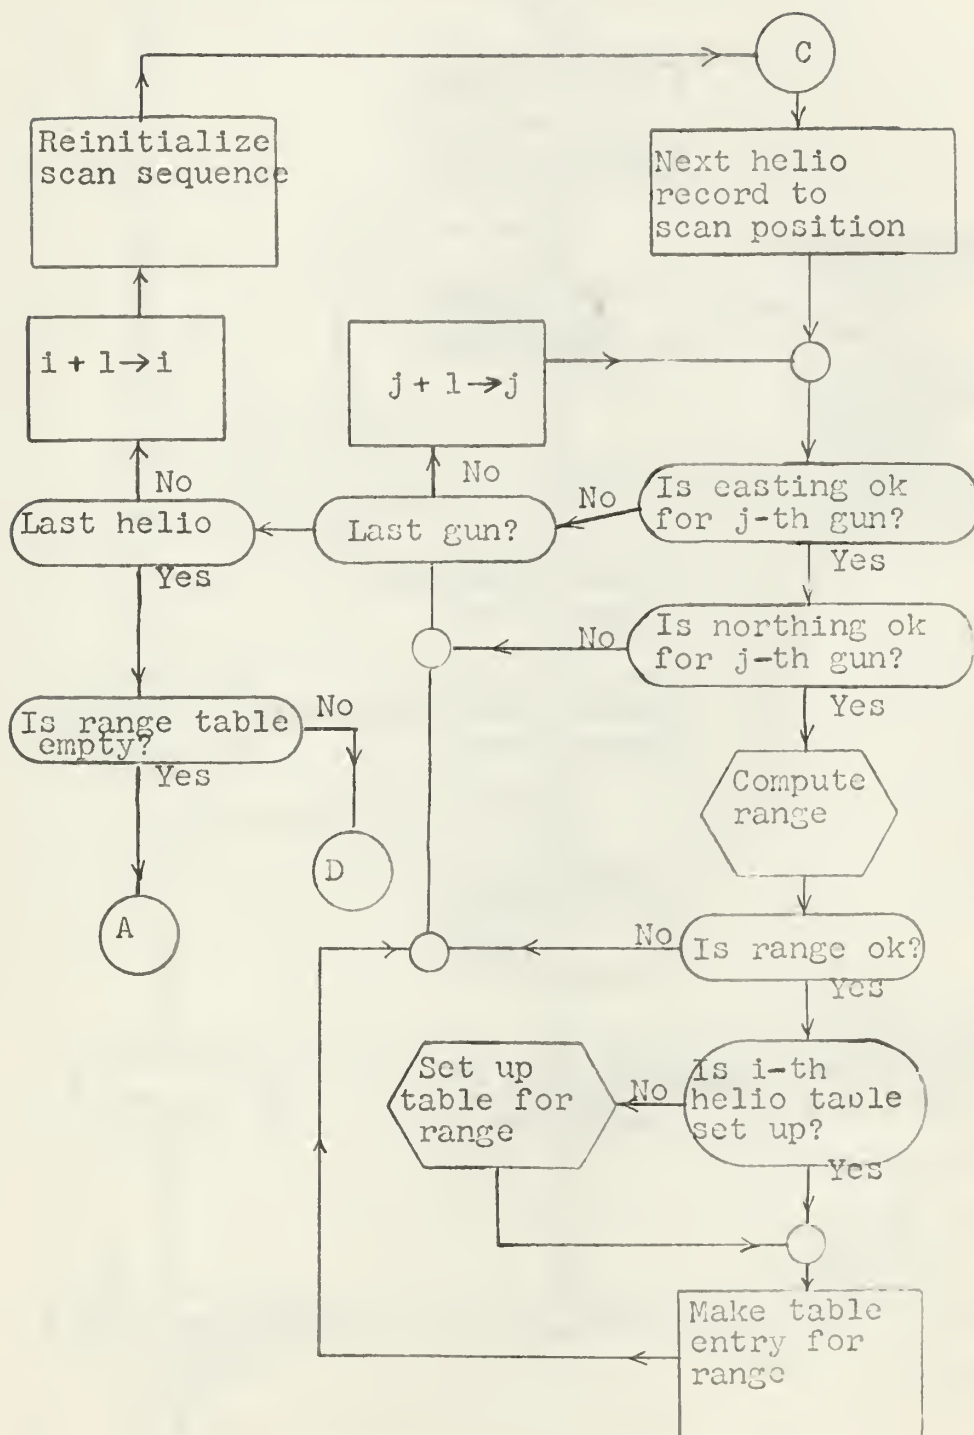 C
Reinitialize
scan sequence
Next helio
record to
scan position
i + 1→i
j + 1→j
No
No
No
Is easting ok
for j-th gun?
Last helio
Last gun?
Yes
Yes
No
Is northing ok
for j-th gun?
Yes
Is range table
empty?
No
Yes
Compute
range
D
A
No
Is range ok?
Yes
Set up
table for
range
No
Is i-th
helio table
set up?
Yes
Make table
entry for
range